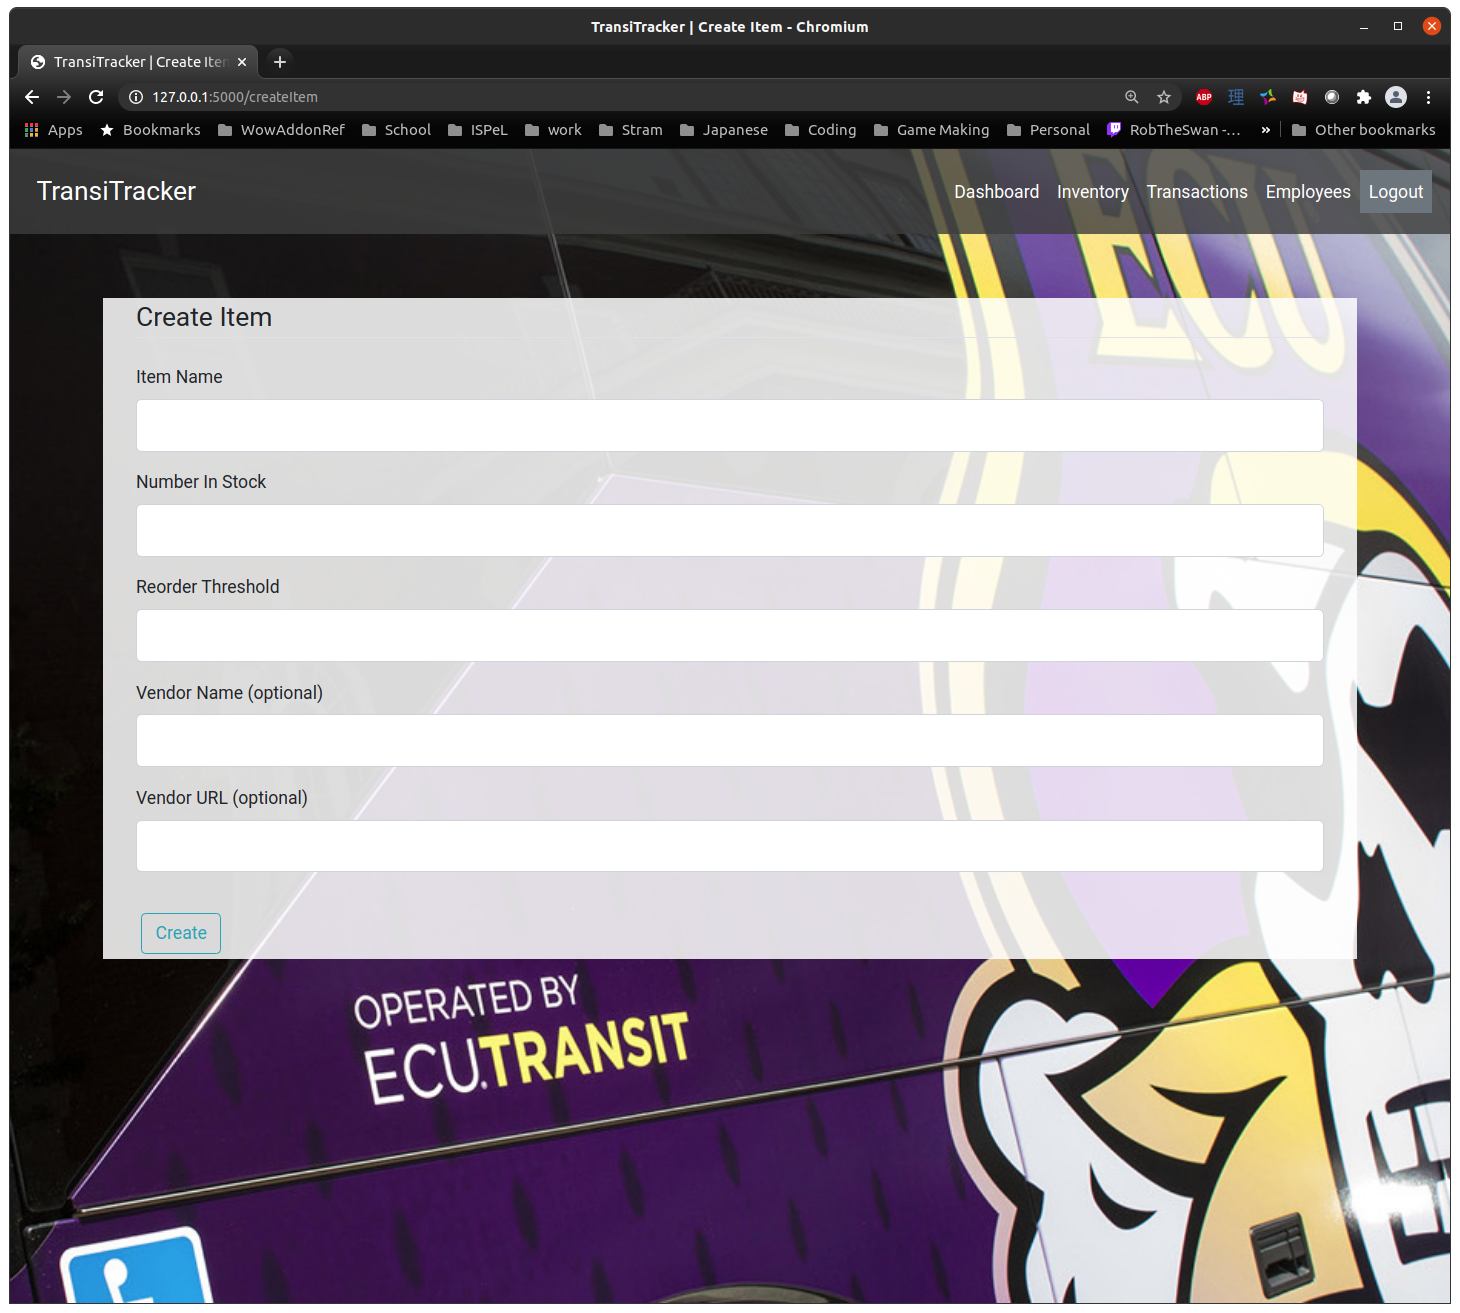 TransiTracker | Create Item - Chromium
TransiTracker | Create Iter
127.0.0.1:5000/createItem
ABP 理
Apps Bookmarks WowAddonRef School ISPeL work Stram Japanese Coding Game Making Personal RobTheSwan -... » Other bookmarks
TransiTracker
Dashboard Inventory Transactions Employees Logout
ECU
Create Item
Item Name
Number In Stock
Reorder Threshold
Vendor Name (optional)
Vendor URL (optional)
Create
OPERATED BY
ECU.TRANSIT